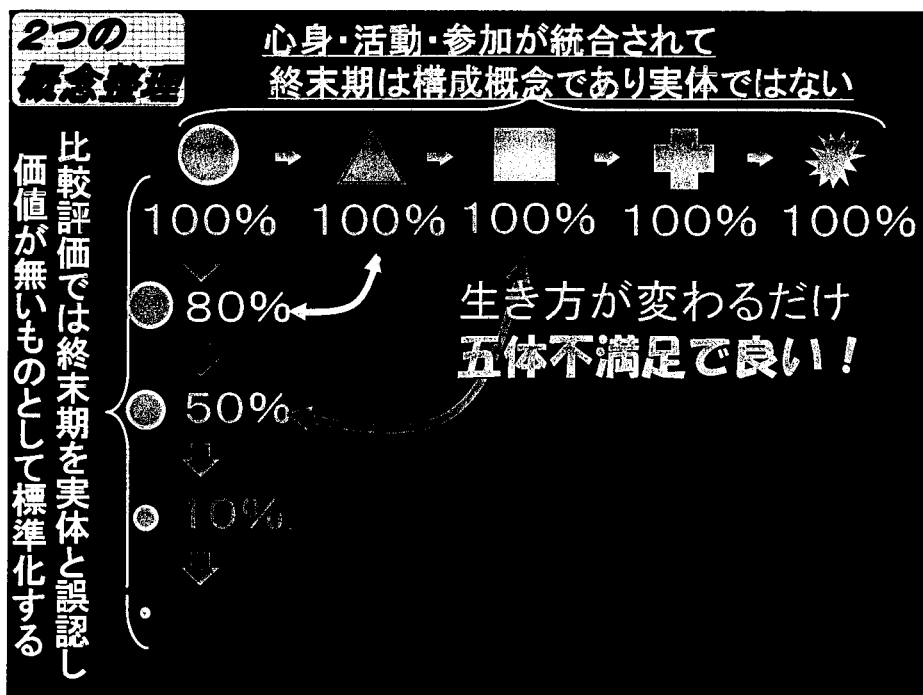 2つの
概念整理
心身・活動・参加が統合されて
終末期は構成概念であり実体ではない
比較評価では終末期を実体と誤認し
価値が無いものとして標準化する
100% 100% 100% 100% 100%
80%
生き方が変わるだけ
五体不満足で良い！
50%
10%